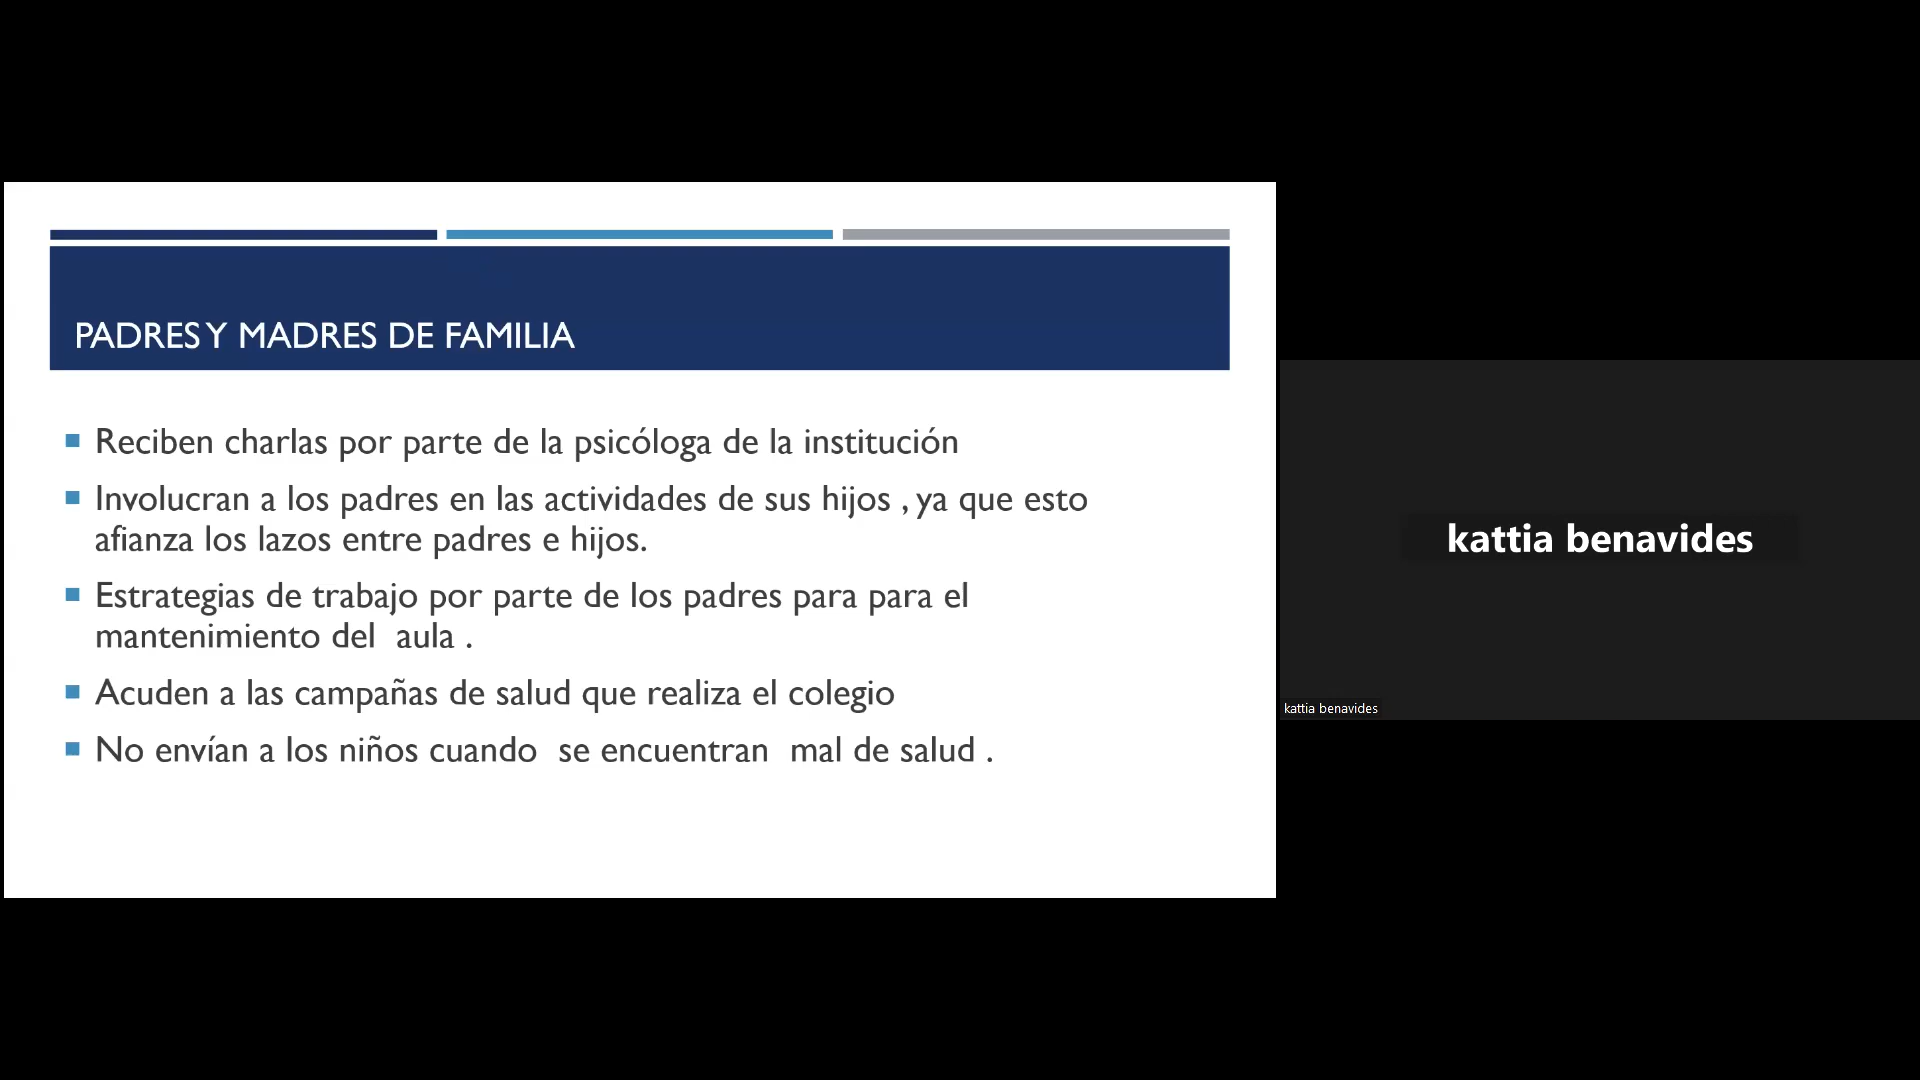 PADRES Y MADRES DE FAMILIA
Reciben charlas por parte de la psicóloga de la institución
Involucran a los padres en las actividades de sus hijos , ya que esto
afianza los lazos entre padres e hijos.
Estrategias de trabajo por parte de los padres para para el
mantenimiento del  aula .
Acuden a las campañas de salud que realiza el colegio
No envían a los niños cuando  se encuentran  mal de salud .
kattia benavides
kattia benavides